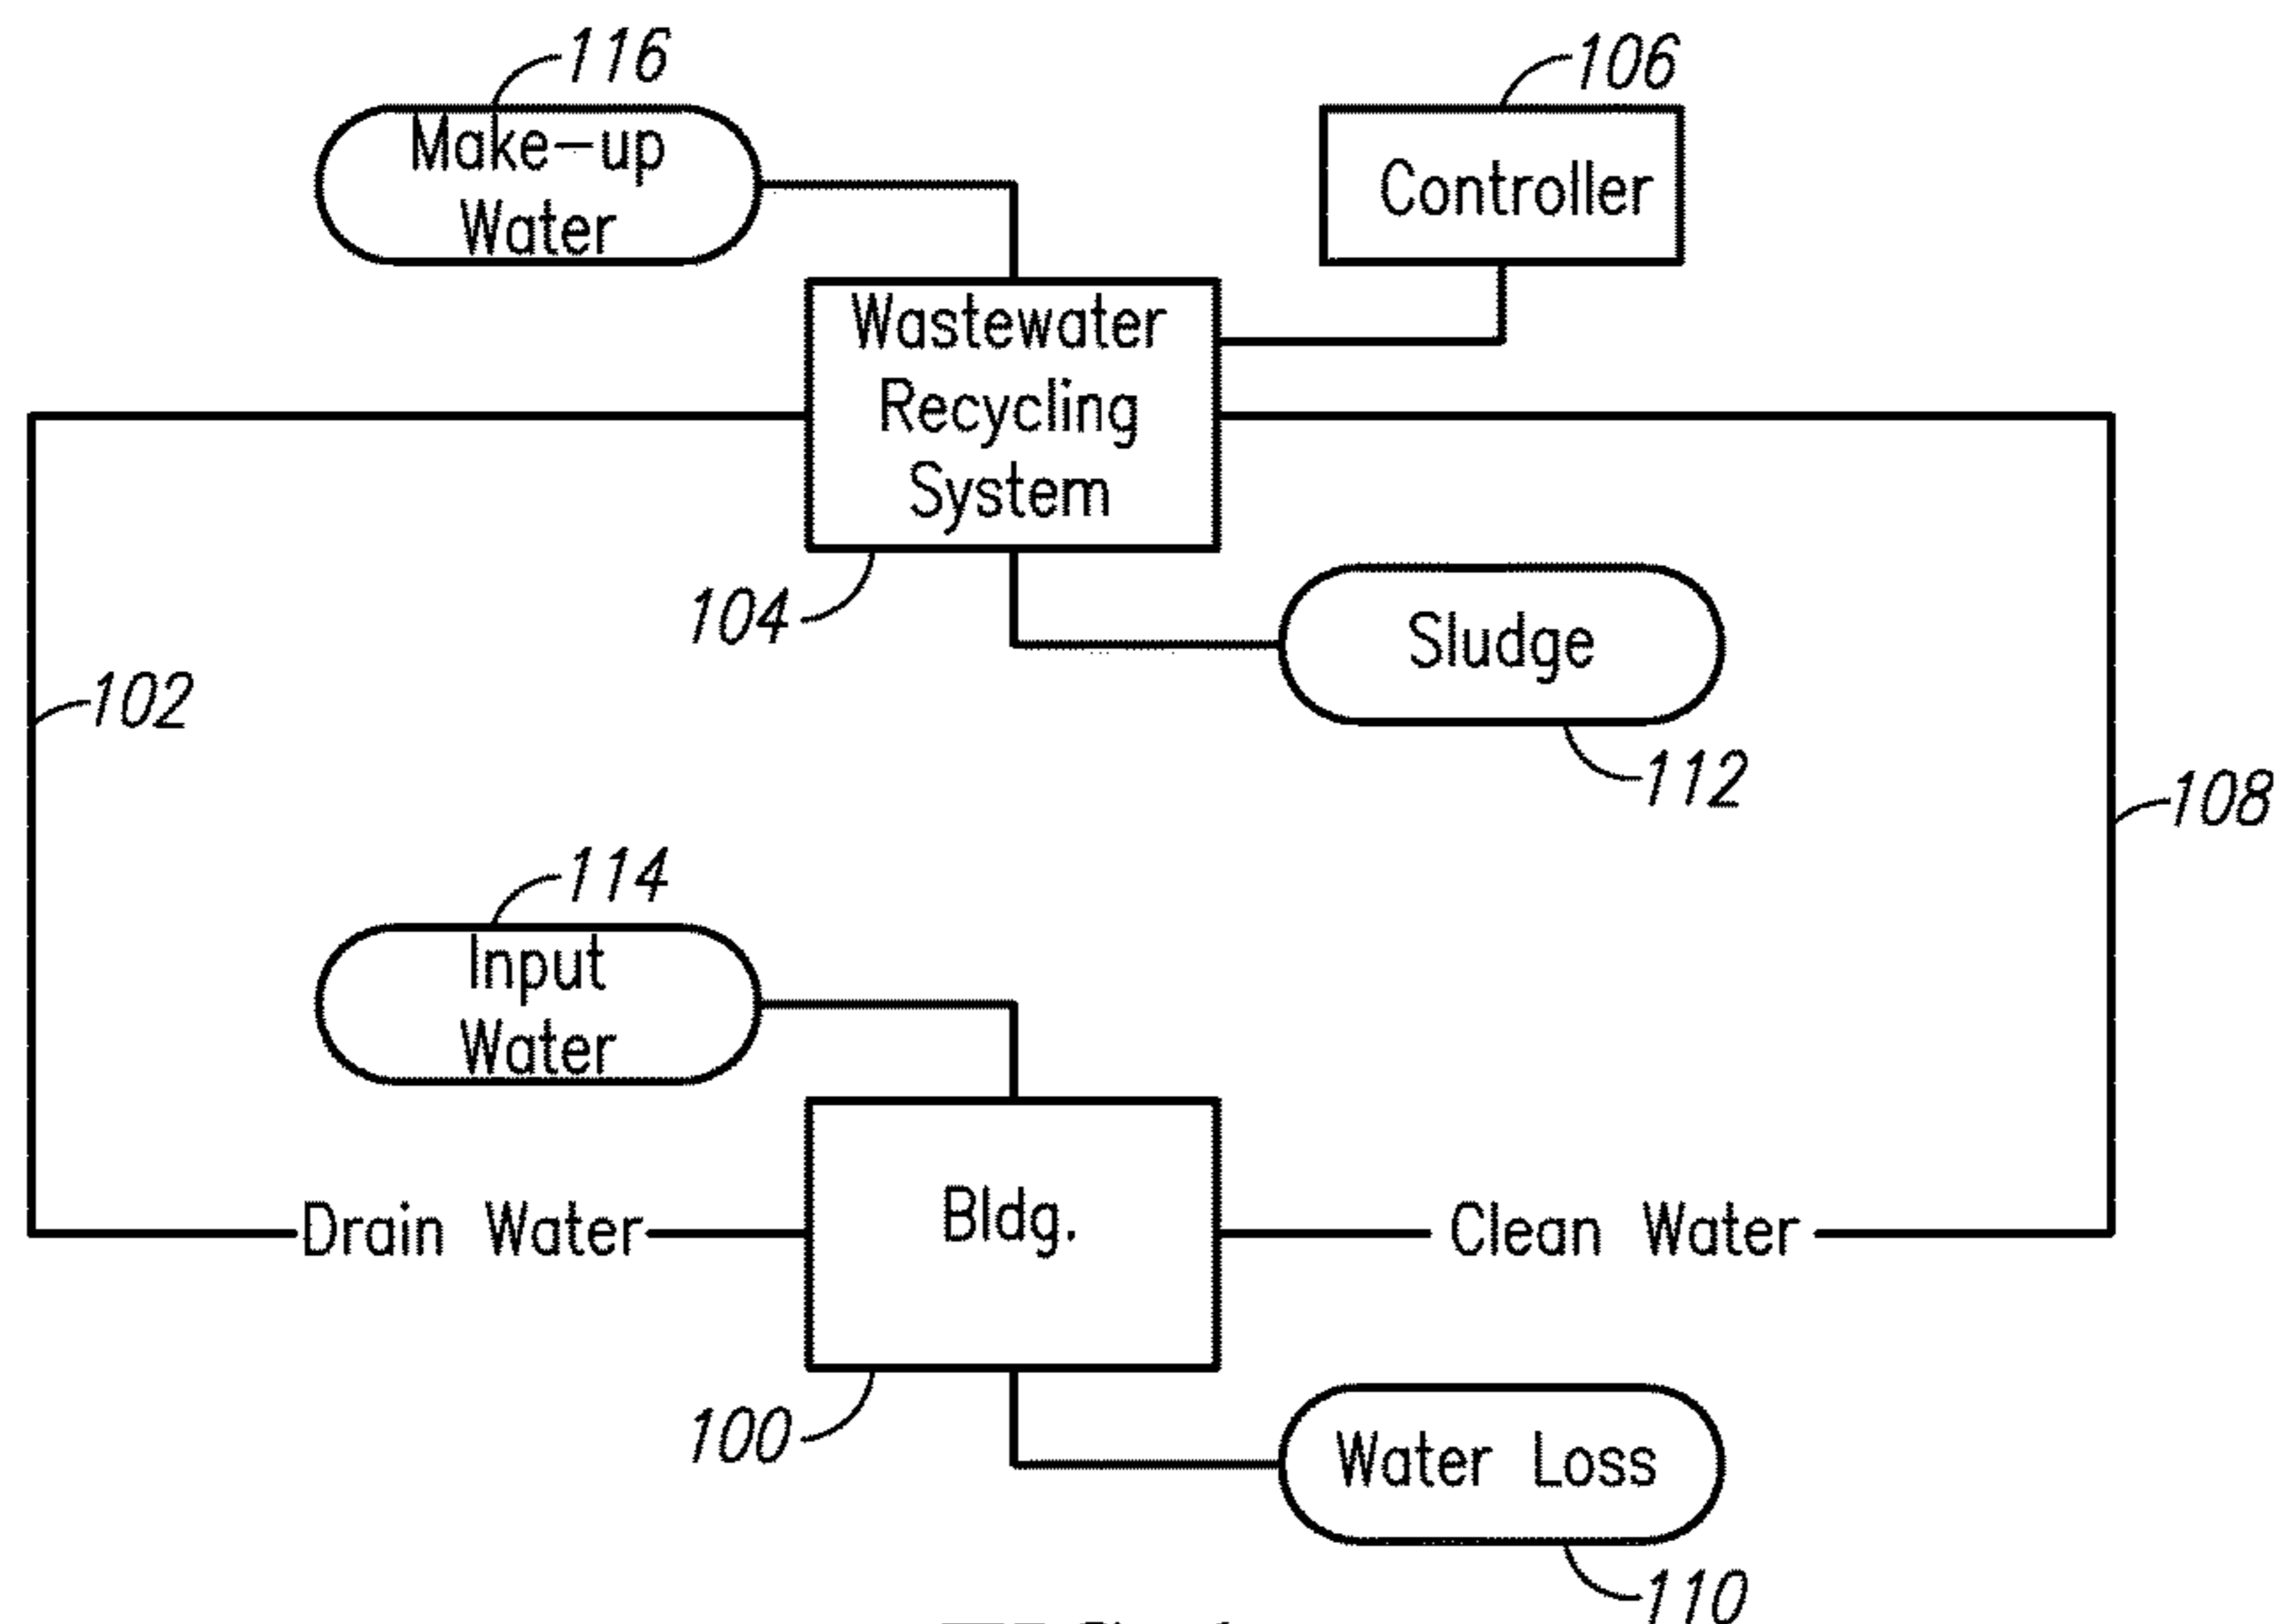 116
106
Make-up
Water
Controller
Wastewater
Recycling
System
104
Sludge
102
112
108
114
Input
Water
Bldg.
Drain Water
Clean Water
100
Water Loss
110